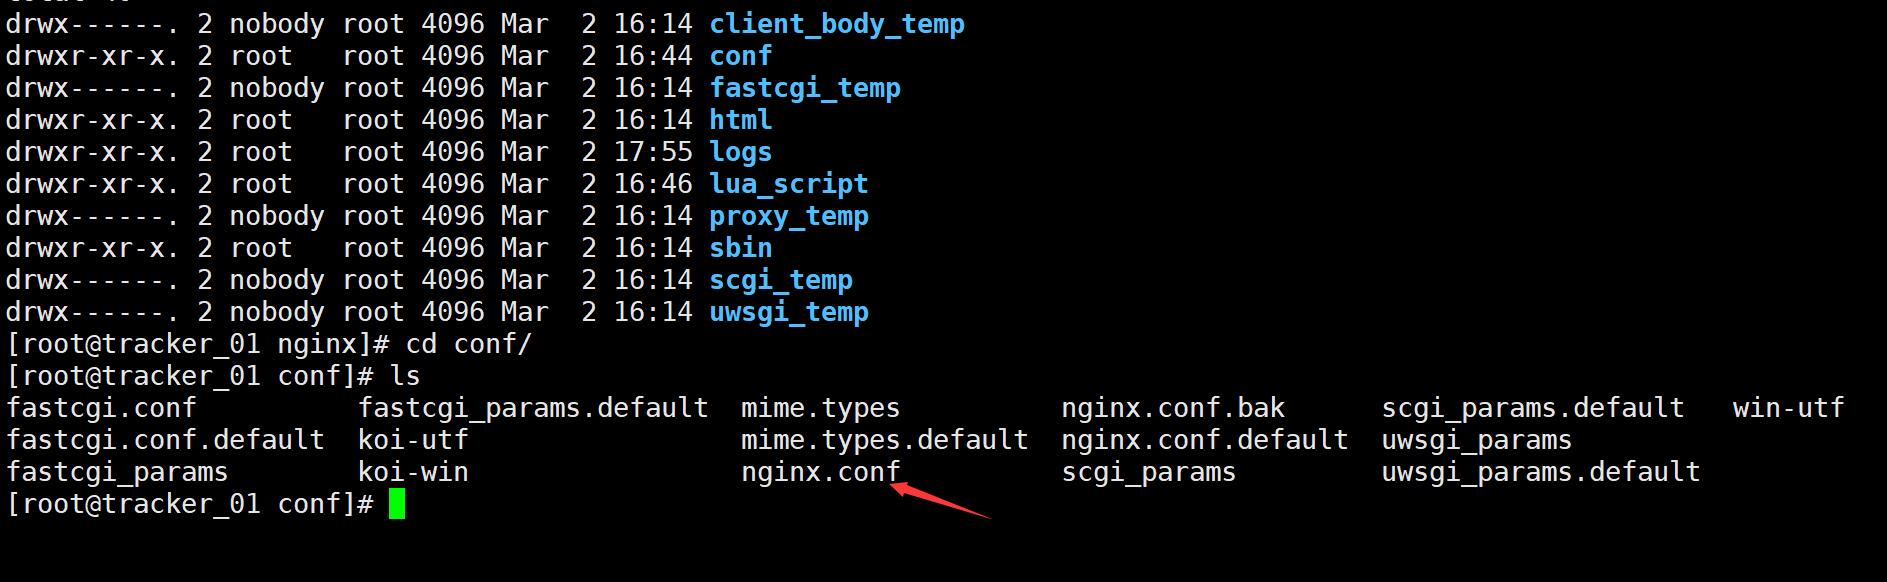 drwx------. 2 nobody root 4096 Mar  2 16:14 client_body_temp
drwxr-xr-x. 2 root   root 4096 Mar  2 16:44 conf
drwx------. 2 nobody root 4096 Mar  2 16:14 fastcgi_temp
drwxr-xr-x. 2 root   root 4096 Mar  2 16:14 html
drwxr-xr-x. 2 root   root 4096 Mar  2 17:55 logs
drwxr-xr-x. 2 root   root 4096 Mar  2 16:46 lua_script
drwx------. 2 nobody root 4096 Mar  2 16:14 proxy_temp
drwxr-xr-x. 2 root   root 4096 Mar  2 16:14 sbin
drwx------. 2 nobody root 4096 Mar  2 16:14 scgi_temp
drwx------. 2 nobody root 4096 Mar  2 16:14 uwsgi_temp
[root@tracker_01 nginx]# cd conf/
[root@tracker_01 conf]# ls
fastcgi.conf          fastcgi_params.default  mime.types          nginx.conf.bak      scgi_params.default   win-utf
fastcgi.conf.default  koi-utf                 mime.types.default  nginx.conf.default  uwsgi_params
fastcgi_params        koi-win                 nginx.conf          scgi_params         uwsgi_params.default
[root@tracker_01 conf]#